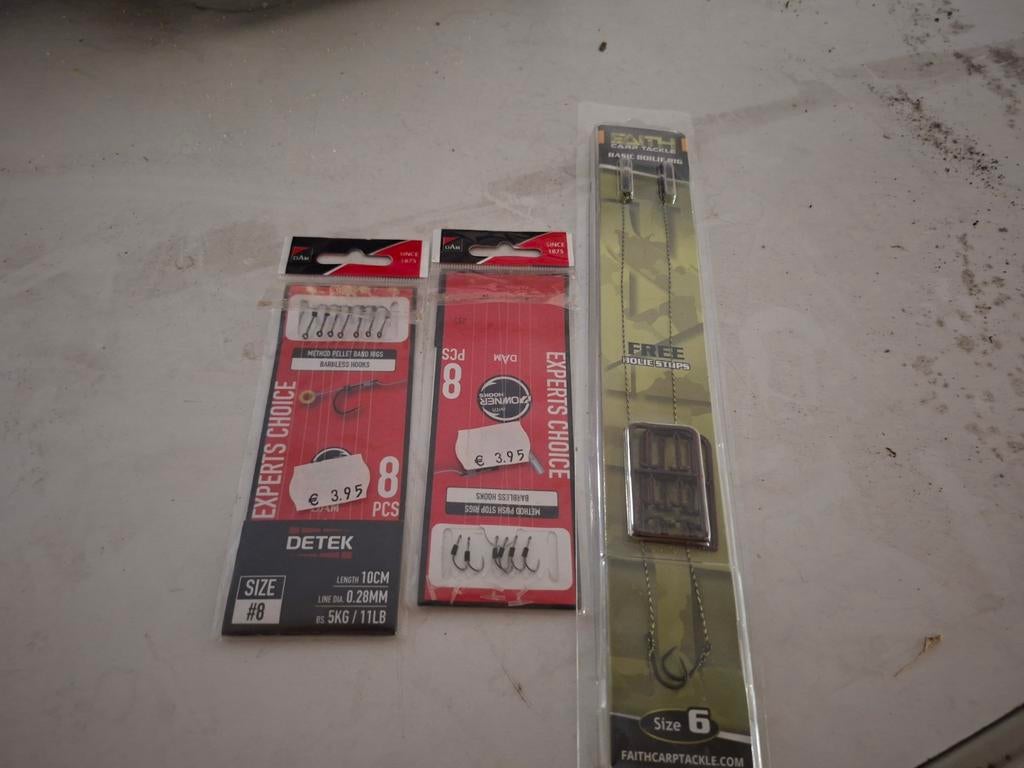 DAM
SINCE
1875
METHOD PELLET BAND RIGS
BARBLESS HOOKS
EXPERTS CHOICE
€ 3.95
8
PCS
DETEK
SIZE
#8
LENGTH 10CM
LINE DIA. 0.28MM
BS. 5KG / 11LB
DAM
SINCE
1875
8
PCS
DAM
EXPERTS CHOICE
with
OWNER
HOOKS
€ 3.95
METHOD PUSH STOP RIGS
BARBLESS HOOKS
FAITH
CARP TACKLE
BASIC BOILIE RIG
FREE
BOLIE STOPS
Size 6
FAITHCARPTACKLE.COM